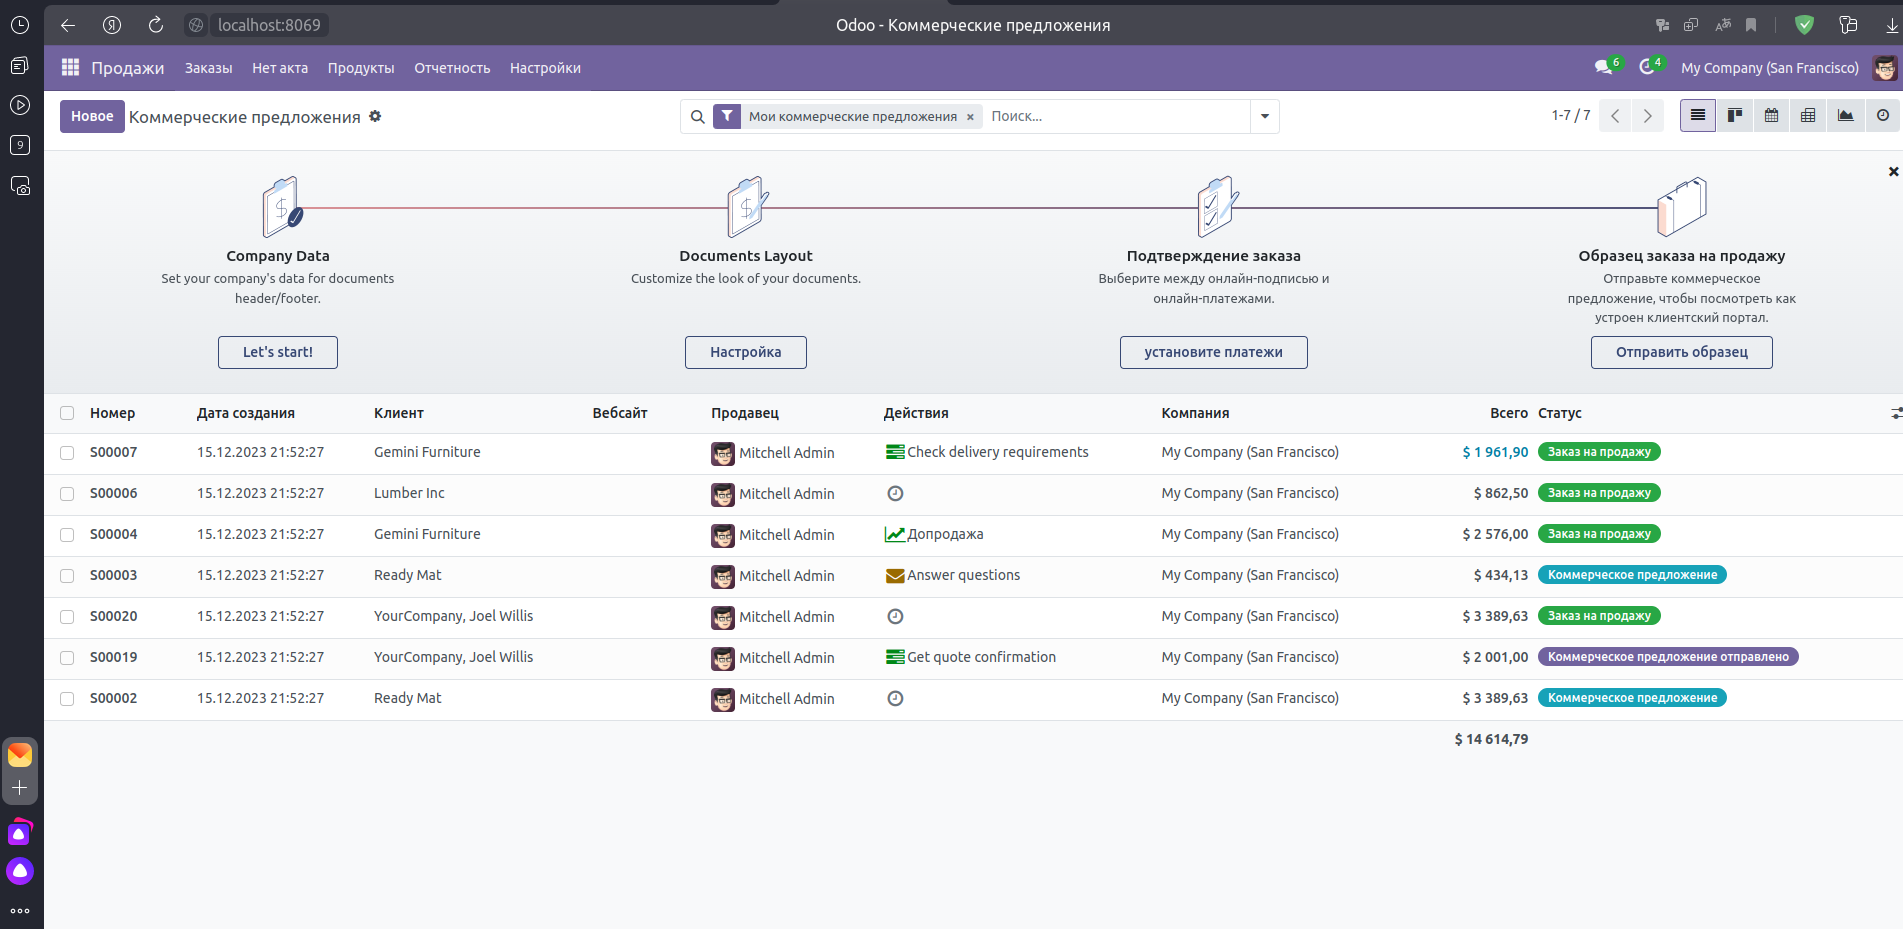 localhost:8069
Odoo - Коммерческие предложения
9
Продажи Заказы Нет акта Продукты Отчетность Настройки
6 4 My Company (San Francisco)
Новое Коммерческие предложения
Мои коммерческие предложения × Поиск...
1-7 / 7
Company Data
Set your company's data for documents
header/footer.
Let's start!
Documents Layout
Customize the look of your documents.
Настройка
Подтверждение заказа
Выберите между онлайн-подписью и
онлайн-платежами.
установите платежи
Образец заказа на продажу
Отправьте коммерческое
предложение, чтобы посмотреть как
устроен клиентский портал.
Отправить образец
Номер Дата создания Клиент Вебсайт Продавец Действия Компания Всего Статус
S00007 15.12.2023 21:52:27 Gemini Furniture Mitchell Admin Check delivery requirements My Company (San Francisco) $ 1 961,90 Заказ на продажу
S00006 15.12.2023 21:52:27 Lumber Inc Mitchell Admin My Company (San Francisco) $ 862,50 Заказ на продажу
S00004 15.12.2023 21:52:27 Gemini Furniture Mitchell Admin Допродажа My Company (San Francisco) $ 2 576,00 Заказ на продажу
S00003 15.12.2023 21:52:27 Ready Mat Mitchell Admin Answer questions My Company (San Francisco) $ 434,13 Коммерческое предложение
S00020 15.12.2023 21:52:27 YourCompany, Joel Willis Mitchell Admin My Company (San Francisco) $ 3 389,63 Заказ на продажу
S00019 15.12.2023 21:52:27 YourCompany, Joel Willis Mitchell Admin Get quote confirmation My Company (San Francisco) $ 2 001,00 Коммерческое предложение отправлено
S00002 15.12.2023 21:52:27 Ready Mat Mitchell Admin My Company (San Francisco) $ 3 389,63 Коммерческое предложение
$ 14 614,79